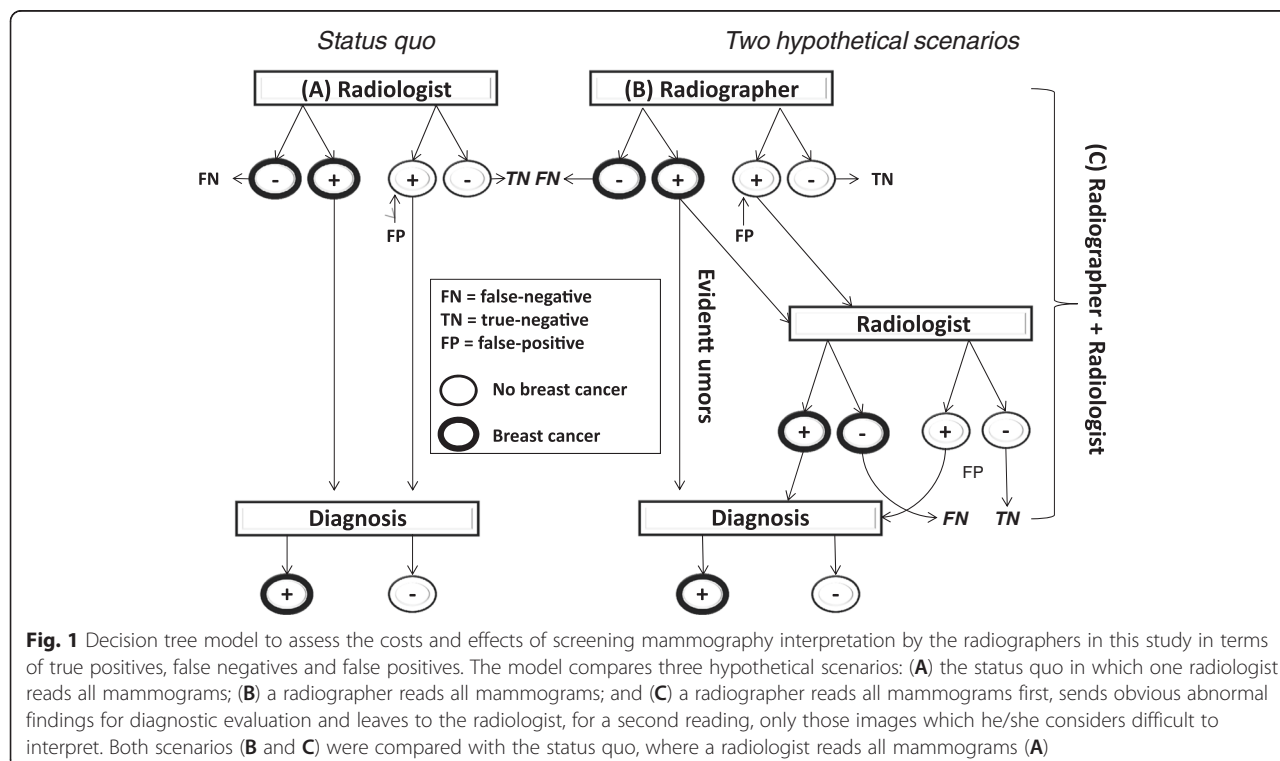 Status quo
Two hypothetical scenarios
(A) Radiologist
(B) Radiographer
FN
-
+
+
-
TN FN
-
+
+
-
TN
FP
FP
FN = false-negative
TN = true-negative
FP = false-positive
No breast cancer
Breast cancer
Evidentt umors
Radiologist
(C) Radiographer + Radiologist
+
-
+
-
FP
FN
TN
Diagnosis
Diagnosis
+
-
+
-
Fig. 1 Decision tree model to assess the costs and effects of screening mammography interpretation by the radiographers in this study in terms
of true positives, false negatives and false positives. The model compares three hypothetical scenarios: (A) the status quo in which one radiologist
reads all mammograms; (B) a radiographer reads all mammograms; and (C) a radiographer reads all mammograms first, sends obvious abnormal
findings for diagnostic evaluation and leaves to the radiologist, for a second reading, only those images which he/she considers difficult to
interpret. Both scenarios (B and C) were compared with the status quo, where a radiologist reads all mammograms (A)